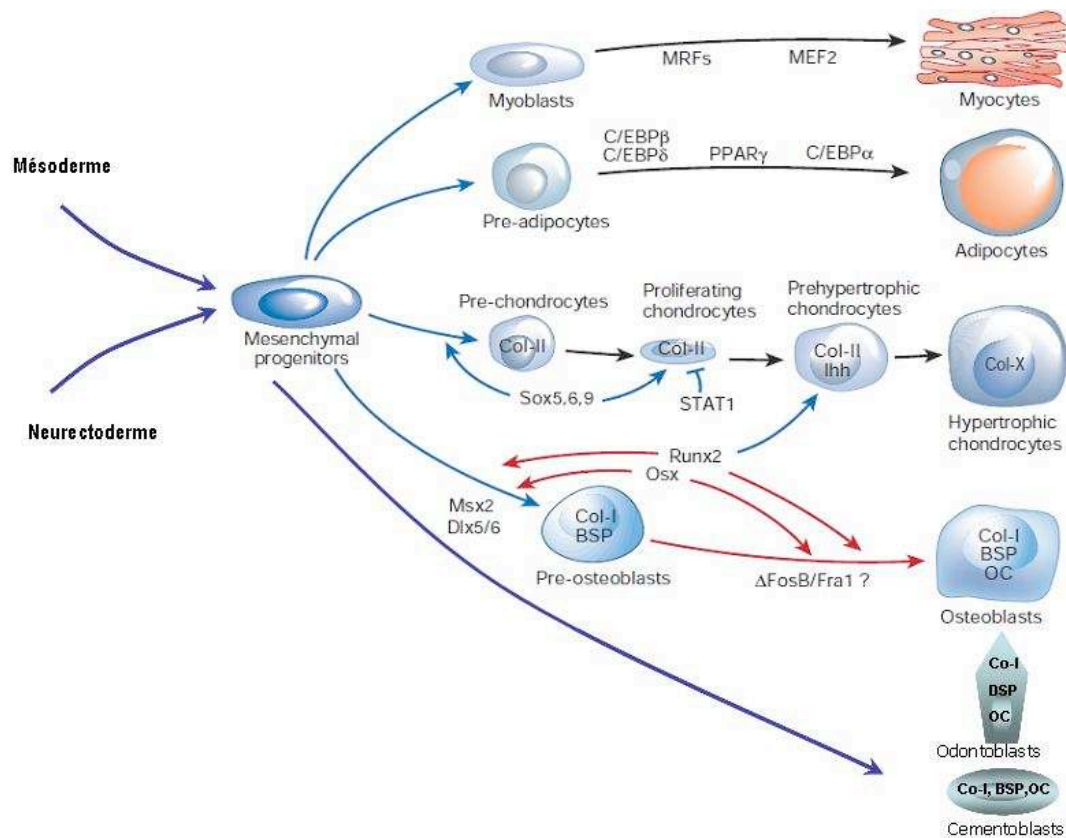 MRFs
MEF2
Myoblasts
Myocytes
Mésoderme
C/EBPβ
C/EBPδ
PPARγ
C/EBPα
Pre-adipocytes
Adipocytes
Mesenchymal
progenitors
Neurectoderme
Pre-chondrocytes
Proliferating
chondrocytes
Prehypertrophic
chondrocytes
Col-II
Col-II
Col-II
Ihh
Col-X
Sox5,6,9
STAT1
Hypertrophic
chondrocytes
Runx2
Osx
Msx2
Dlx5/6
Col-I
BSP
Pre-osteoblasts
ΔFosB/Fra1 ?
Col-I
BSP
OC
Osteoblasts
Co-I
DSP
OC
Odontoblasts
Co-I, BSP,OC
Cementoblasts